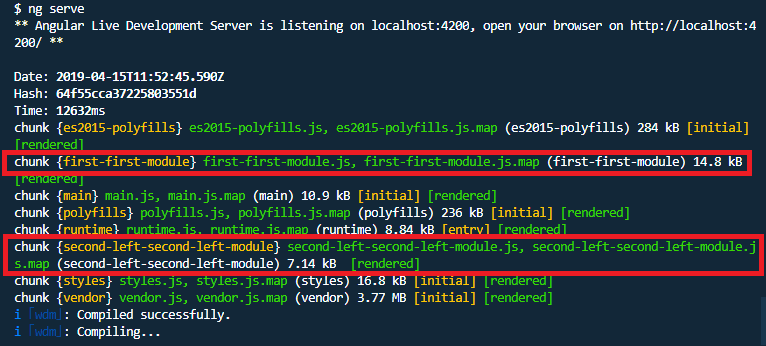 $ ng serve
** Angular Live Development Server is listening on localhost:4200, open your browser on http://localhost:4
200/ **
Date: 2019-04-15T11:52:45.590Z
Hash: 64f55cca37225803551d
Time: 12632ms
chunk {es2015-polyfills} es2015-polyfills.js, es2015-polyfills.js.map (es2015-polyfills) 284 kB [initial]
[rendered]
chunk {first-first-module} first-first-module.js, first-first-module.js.map (first-first-module) 14.8 kB
[rendered]
chunk {main} main.js, main.js.map (main) 10.9 kB [initial] [rendered]
chunk {polyfills} polyfills.js, polyfills.js.map (polyfills) 236 kB [initial] [rendered]
chunk {runtime} runtime.js, runtime.js.map (runtime) 8.84 kB [entry] [rendered]
chunk {second-left-second-left-module} second-left-second-left-module.js, second-left-second-left-module.j
s.map (second-left-second-left-module) 7.14 kB  [rendered]
chunk {styles} styles.js, styles.js.map (styles) 16.8 kB [initial] [rendered]
chunk {vendor} vendor.js, vendor.js.map (vendor) 3.77 MB [initial] [rendered]
i ｢wdm｣: Compiled successfully.
i ｢wdm｣: Compiling...